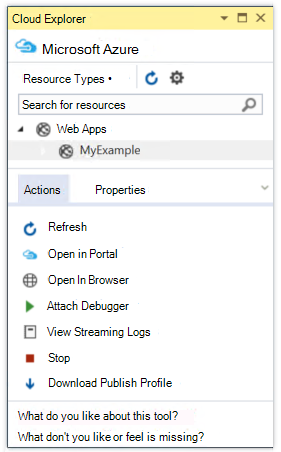 Cloud Explorer
Microsoft Azure
Resource Types
Search for resources
Web Apps
MyExample
Actions Properties
Refresh
Open in Portal
Open In Browser
Attach Debugger
View Streaming Logs
Stop
Download Publish Profile
What do you like about this tool?
What don't you like or feel is missing?